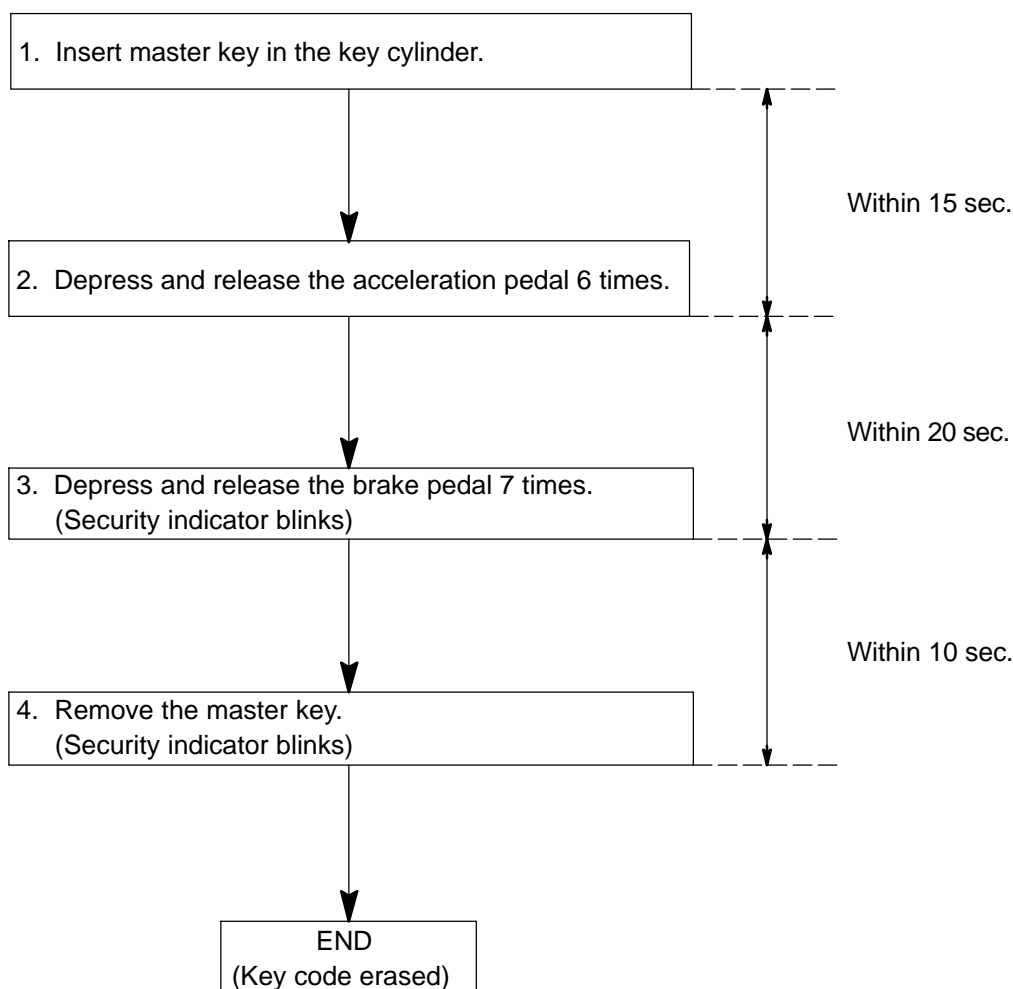 1. Insert master key in the key cylinder.
Within 15 sec.
2. Depress and release the acceleration pedal 6 times.
Within 20 sec.
3. Depress and release the brake pedal 7 times.
(Security indicator blinks)
Within 10 sec.
4. Remove the master key.
(Security indicator blinks)
END
(Key code erased)